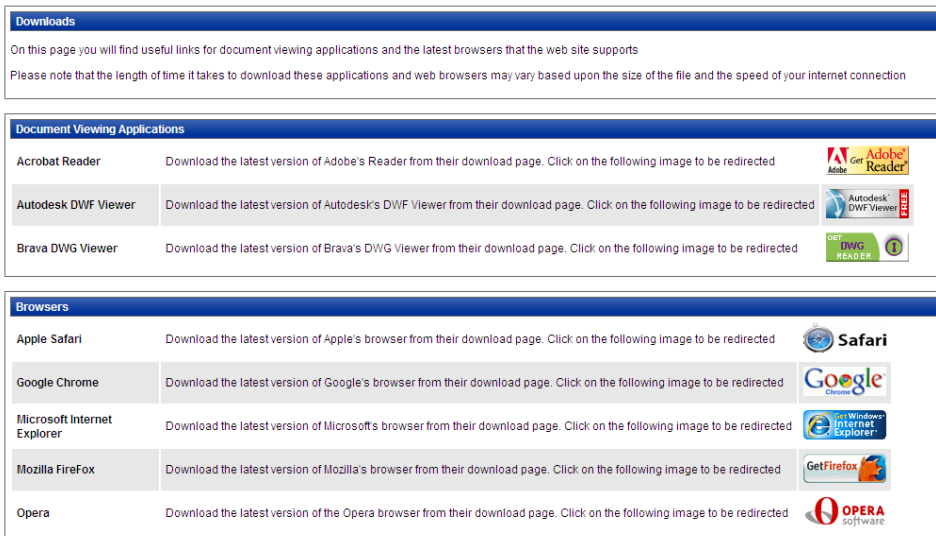 Downloads
On this page you will find useful links for document viewing applications and the latest browsers that the web site supports
Please note that the length of time it takes to download these applications and web browsers may vary based upon the size of the file and the speed of your internet connection
Document Viewing Applications
Acrobat Reader Download the latest version of Adobe's Reader from their download page. Click on the following image to be redirected Adobe Get Adobe® Reader®
Autodesk DWF Viewer Download the latest version of Autodesk's DWF Viewer from their download page. Click on the following image to be redirected Autodesk® DWF Viewer FREE
Brava DWG Viewer Download the latest version of Brava's DWG Viewer from their download page. Click on the following image to be redirected GET DWG READER
Browsers
Apple Safari Download the latest version of Apple's browser from their download page. Click on the following image to be redirected Safari
Google Chrome Download the latest version of Google's browser from their download page. Click on the following image to be redirected Google Chrome
Microsoft Internet
Explorer
Download the latest version of Microsoft's browser from their download page. Click on the following image to be redirected Get Windows® Internet Explorer®
Mozilla FireFox Download the latest version of Mozilla's browser from their download page. Click on the following image to be redirected GetFirefox
Opera Download the latest version of the Opera browser from their download page. Click on the following image to be redirected OPERA software